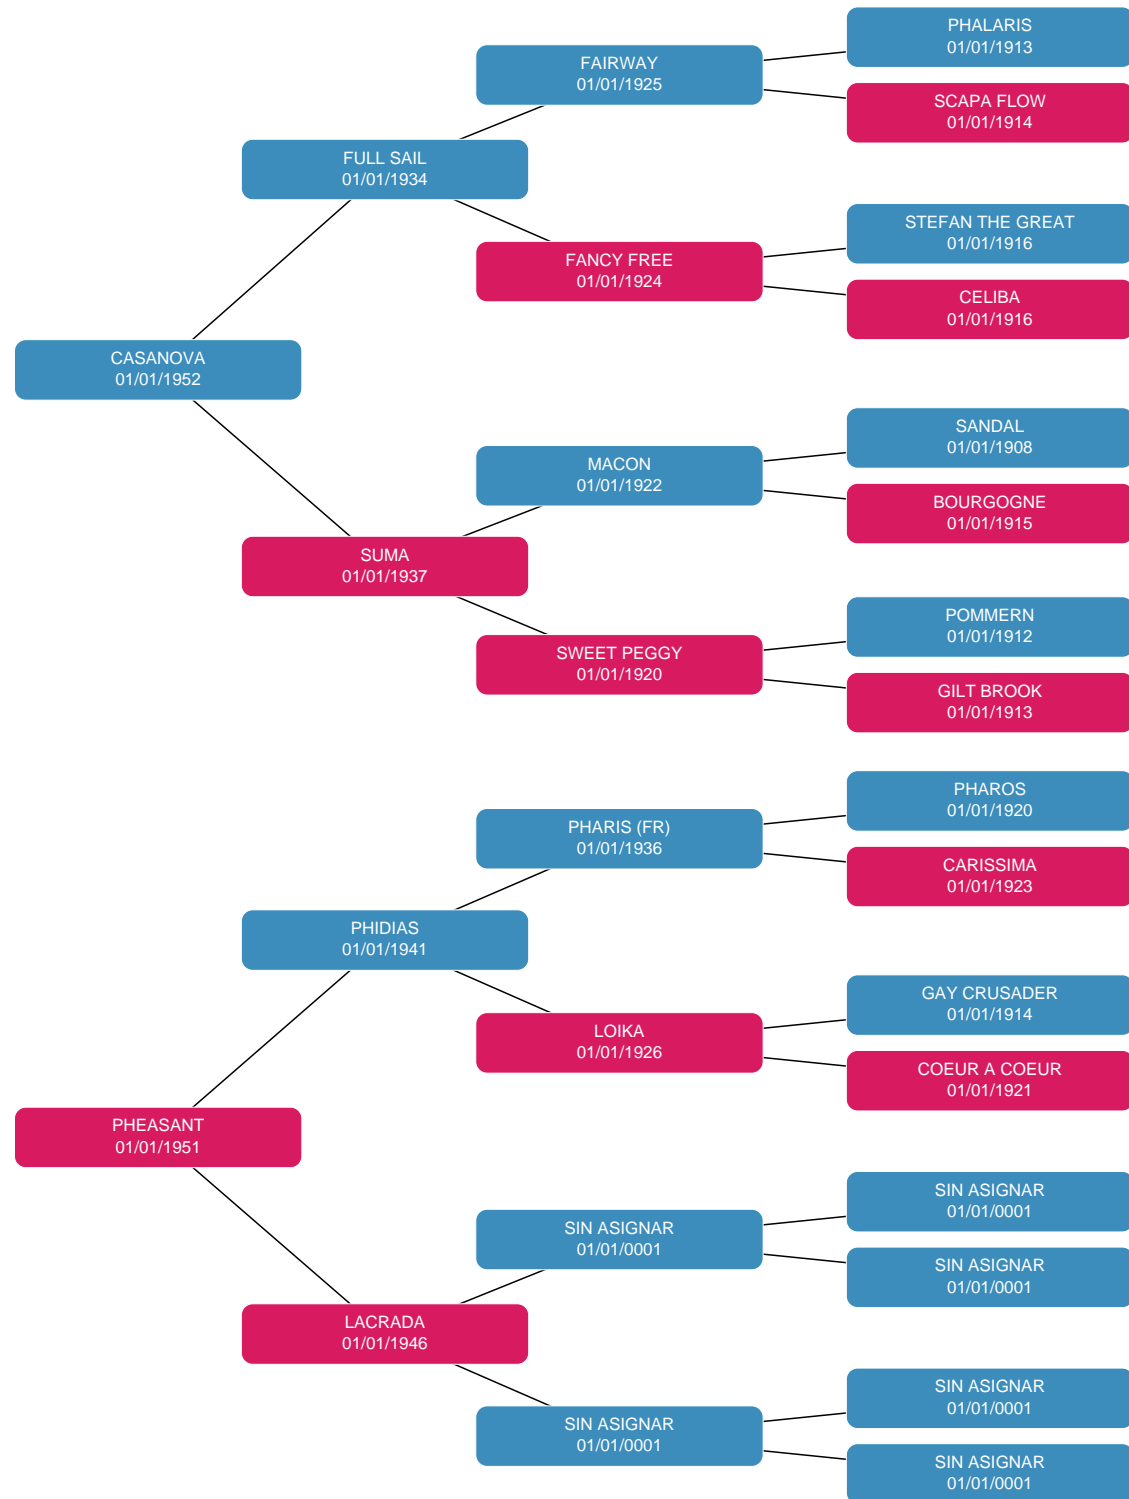 PHALARIS
01/01/1913
FAIRWAY
01/01/1925
SCAPA FLOW
01/01/1914
FULL SAIL
01/01/1934
STEFAN THE GREAT
01/01/1916
FANCY FREE
01/01/1924
CELIBA
01/01/1916
CASANOVA
01/01/1952
SANDAL
01/01/1908
MACON
01/01/1922
BOURGOGNE
01/01/1915
SUMA
01/01/1937
POMMERN
01/01/1912
SWEET PEGGY
01/01/1920
GILT BROOK
01/01/1913
PHAROS
01/01/1920
PHARIS (FR)
01/01/1936
CARISSIMA
01/01/1923
PHIDIAS
01/01/1941
GAY CRUSADER
01/01/1914
LOIKA
01/01/1926
COEUR A COEUR
01/01/1921
PHEASANT
01/01/1951
SIN ASIGNAR
01/01/0001
SIN ASIGNAR
01/01/0001
SIN ASIGNAR
01/01/0001
LACRADA
01/01/1946
SIN ASIGNAR
01/01/0001
SIN ASIGNAR
01/01/0001
SIN ASIGNAR
01/01/0001